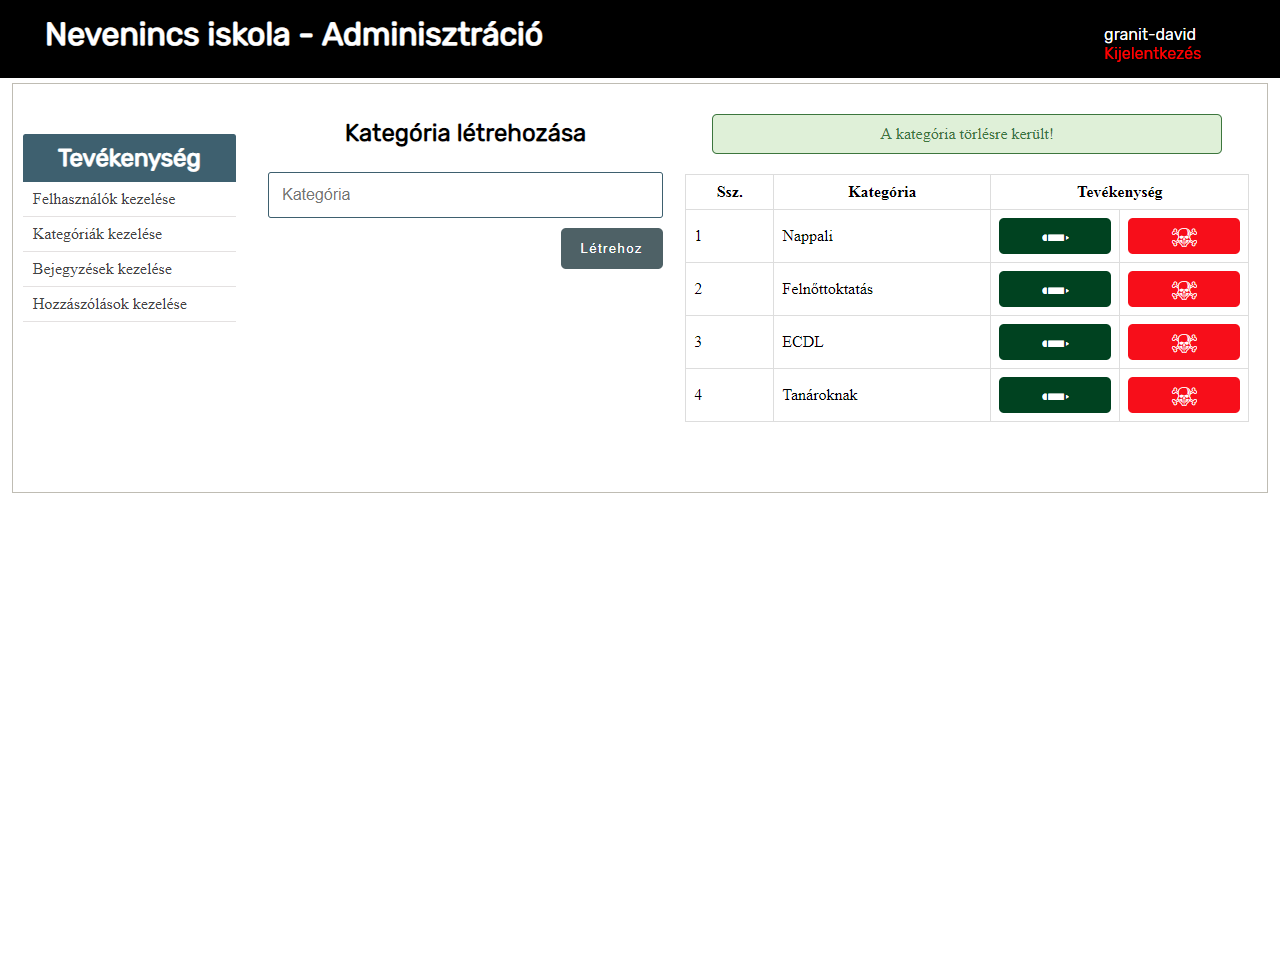 Nevenincs iskola - Adminisztráció
granit-david
Kijelentkezés
Tevékenység
Felhasználók kezelése
Kategóriák kezelése
Bejegyzések kezelése
Hozzászólások kezelése
Kategória létrehozása
Kategória
Létrehoz
A kategória törlésre került!
Ssz. Kategória Tevékenység
1 Nappali
2 Felnőttoktatás
3 ECDL
4 Tanároknak